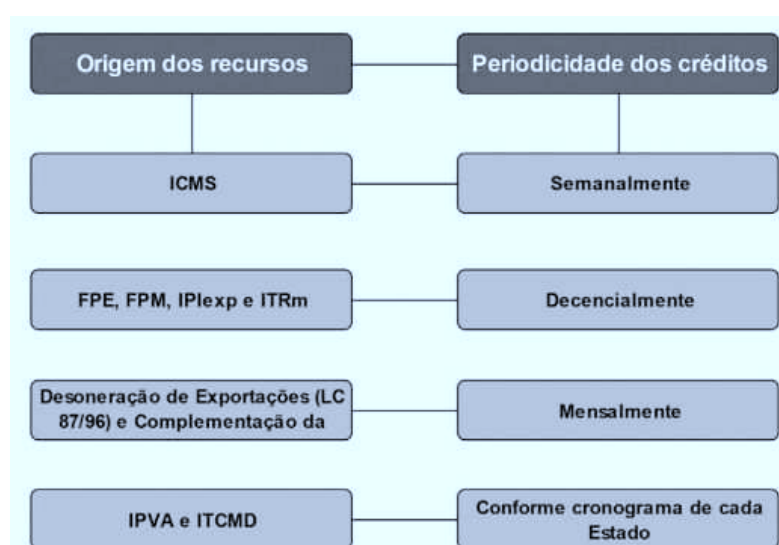 Origem dos recursos
Periodicidade dos créditos
ICMS
Semanalmente
FPE, FPM, IPIexp e ITRm
Decencialmente
Desoneração de Exportações (LC
87/96) e Complementação da
Mensalmente
IPVA e ITCMD
Conforme cronograma de cada
Estado